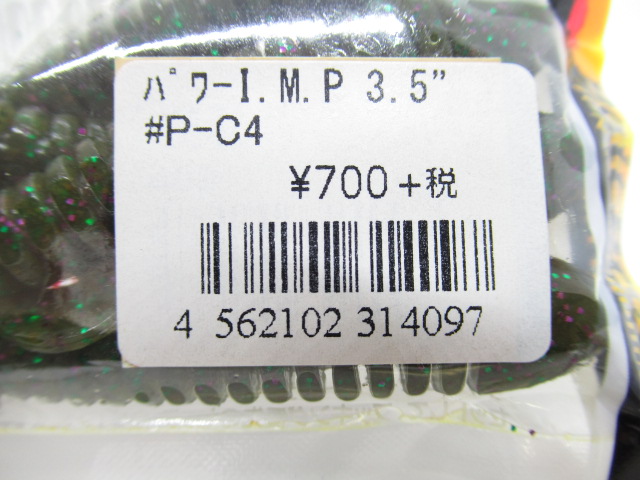 ﾊﾟﾜｰI.M.P 3.5"
#P-C4
¥700+税
4 562102 314097